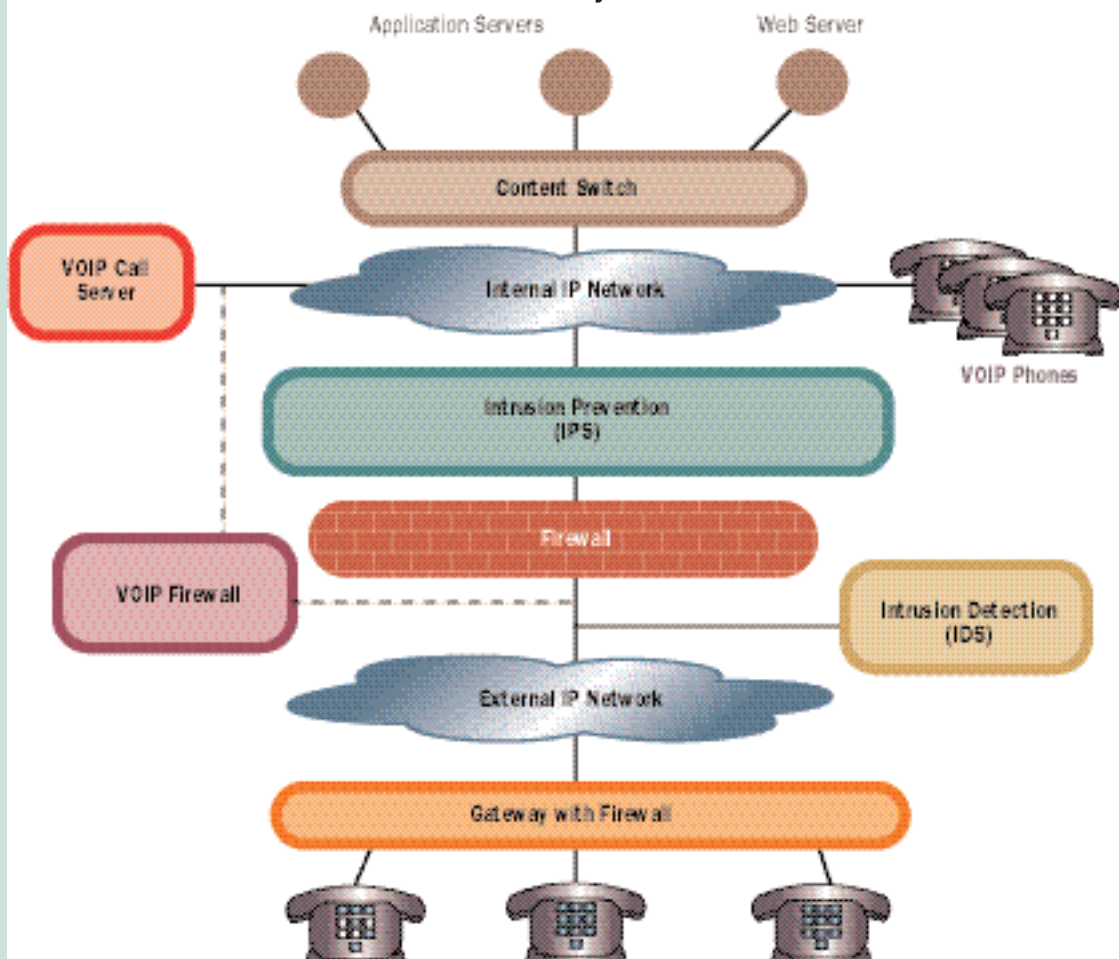 Application Servers
Web Server
Content Switch
VOIP Call
Server
Internal IP Network
VOIP Phones
Intrusion Prevention
(IPS)
Firewall
VOIP Firewall
Intrusion Detection
(IDS)
External IP Network
Gateway with Firewall